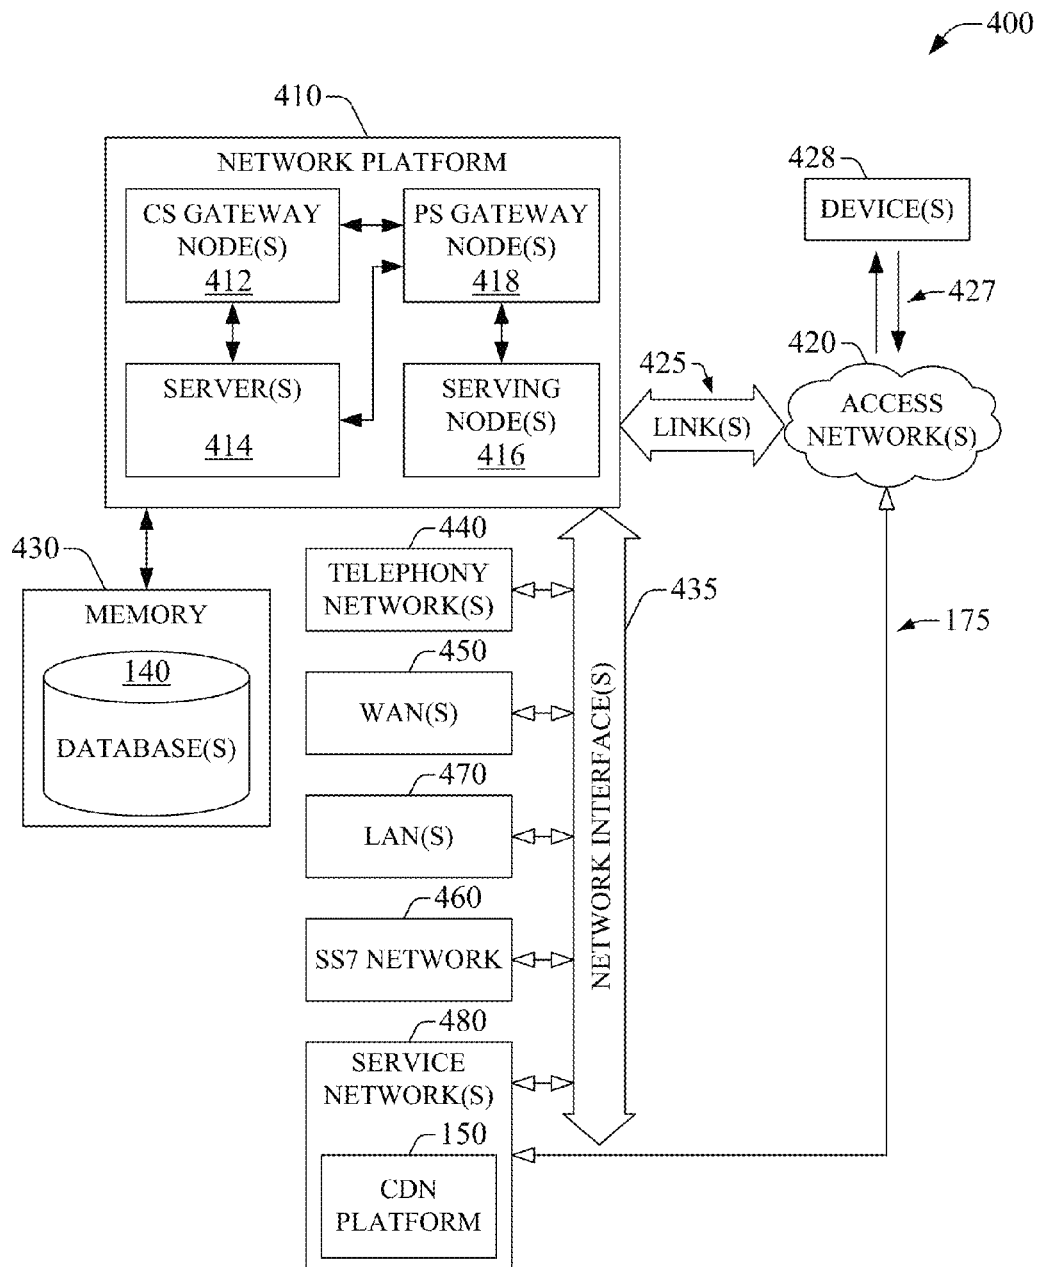 400
410
NETWORK PLATFORM
CS GATEWAY
NODE(S)
412
PS GATEWAY
NODE(S)
418
428
DEVICE(S)
427
SERVER(S)
414
SERVING
NODE(S)
416
425
LINK(S)
420
ACCESS
NETWORK(S)
430
MEMORY
140
DATABASE(S)
440
TELEPHONY
NETWORK(S)
435
175
450
WAN(S)
NETWORK INTERFACE(S)
470
LAN(S)
460
SS7 NETWORK
480
SERVICE
NETWORK(S)
150
CDN
PLATFORM